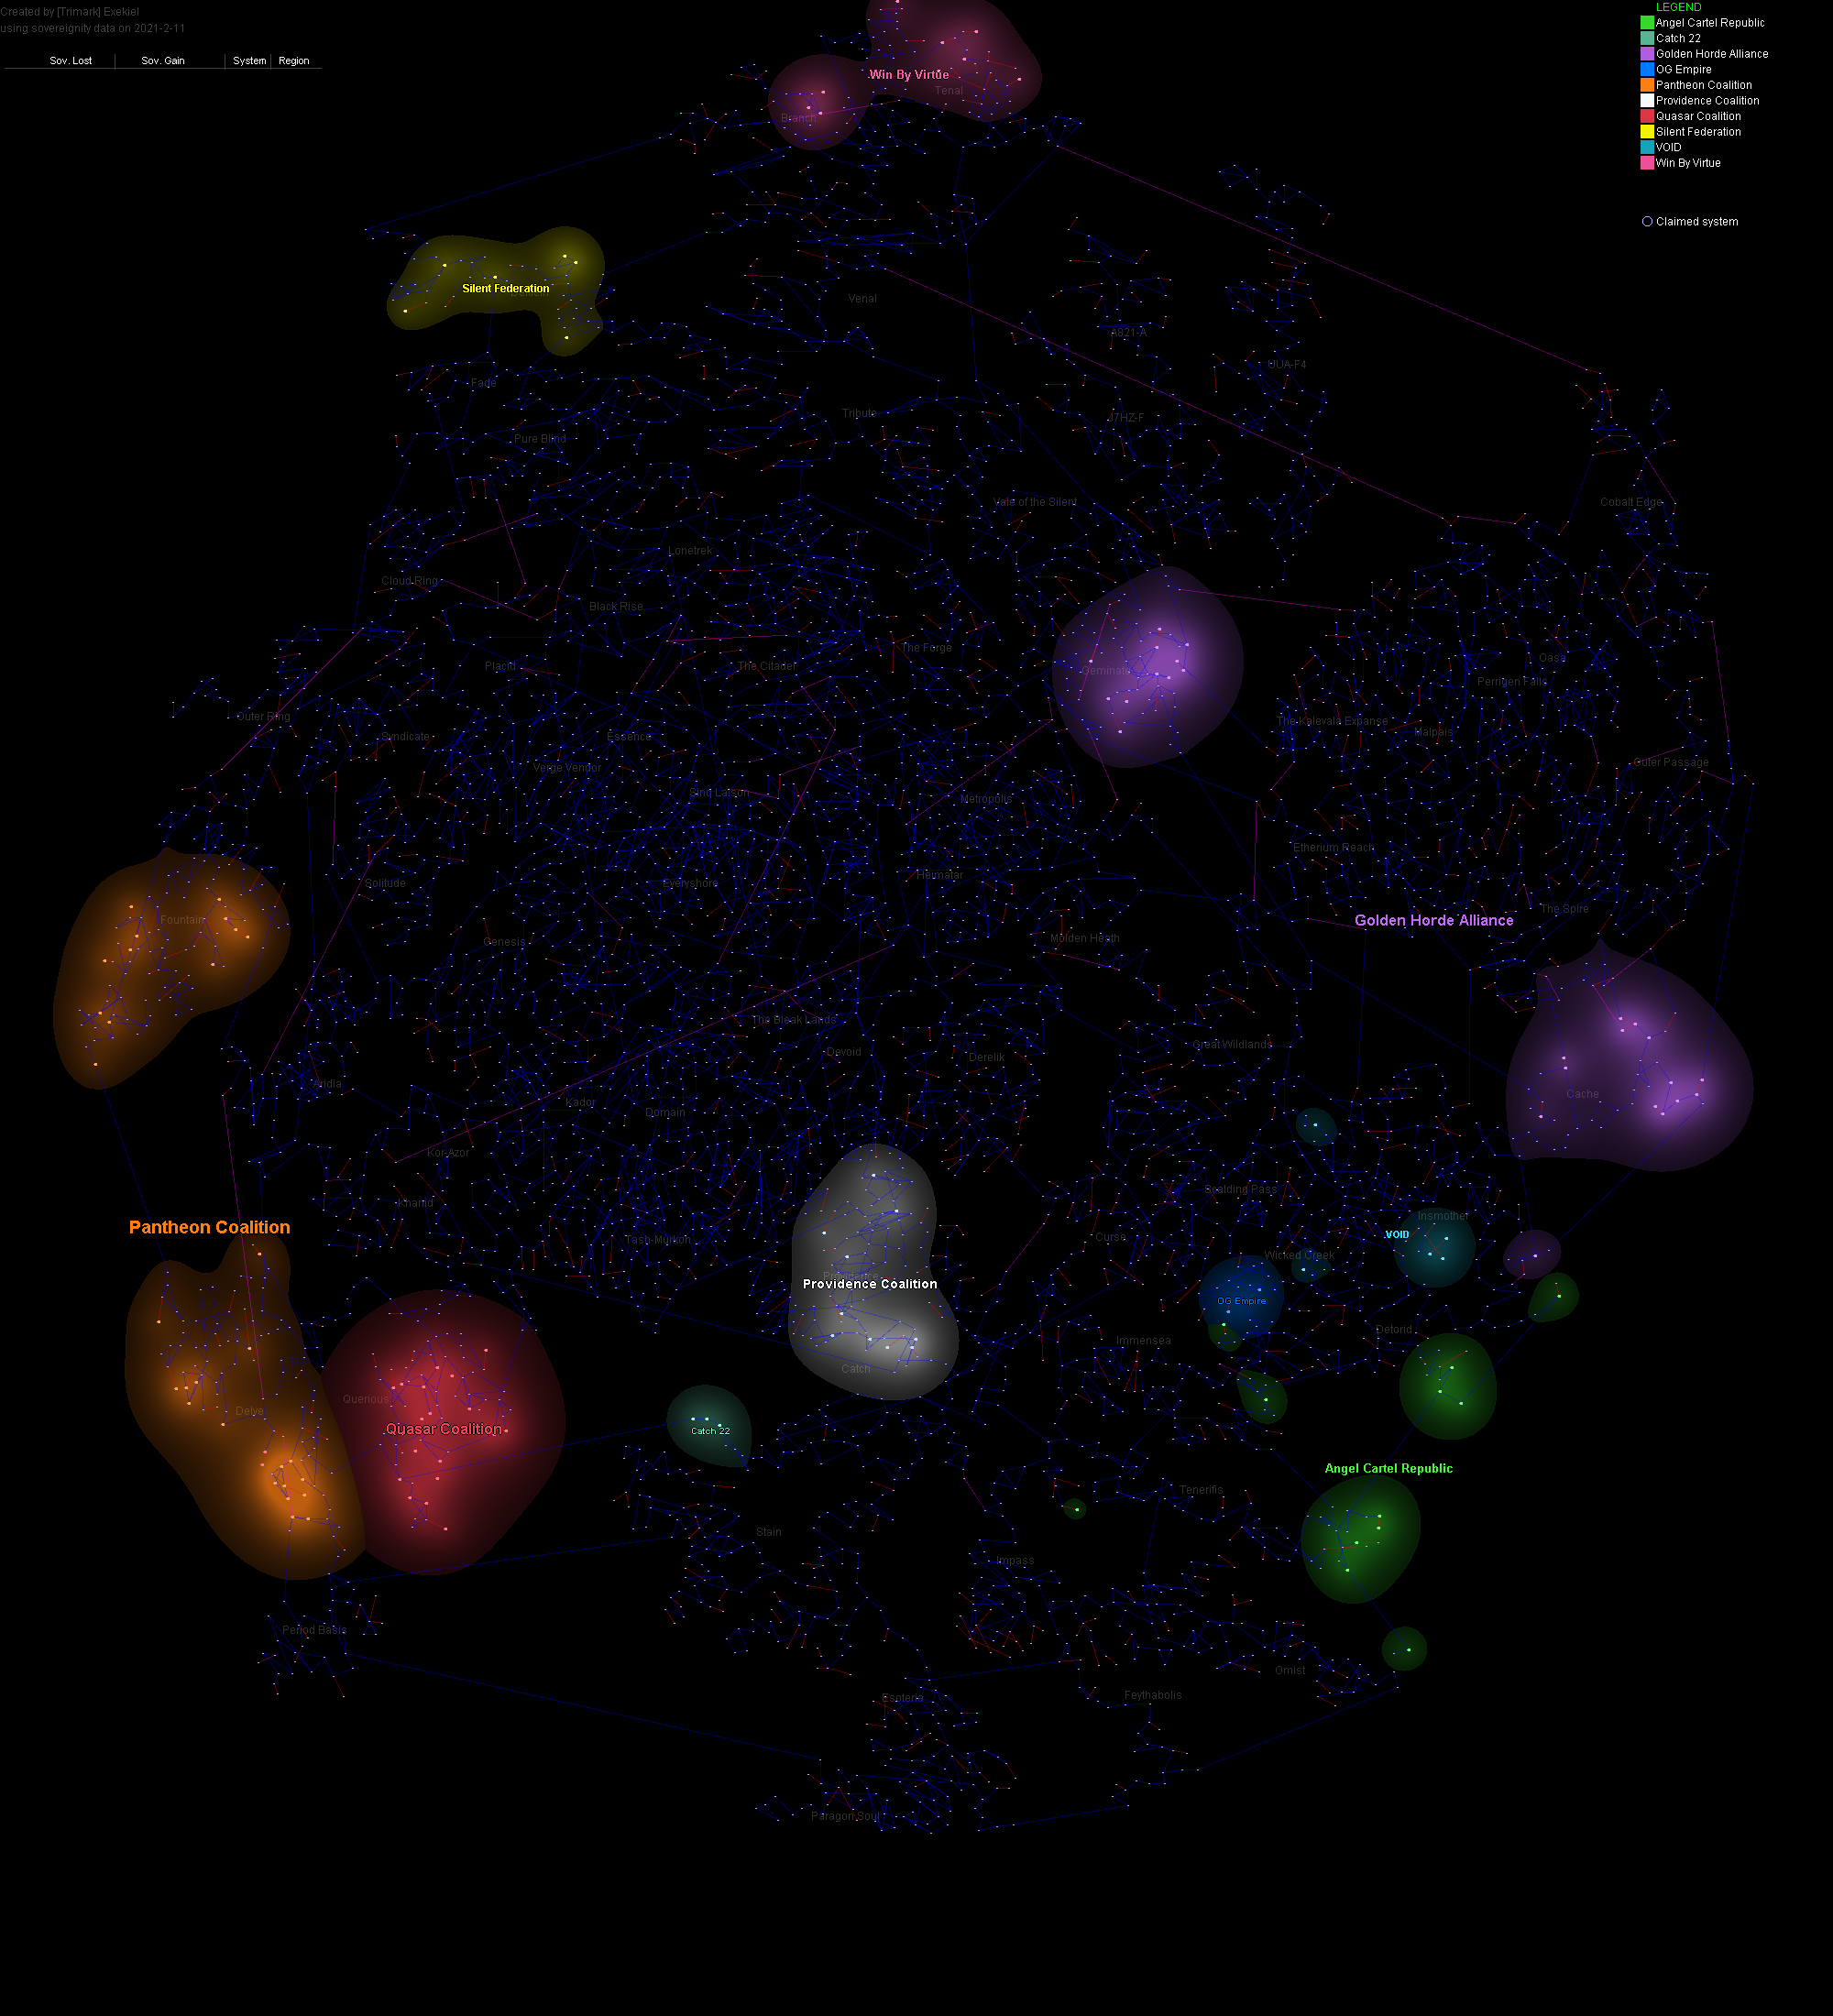 Created by [Trimark] Exekiel
using sovereignity data on 2021-2-11
Sov. Lost Sov. Gain System Region
LEGEND
Angel Cartel Republic
Catch 22
Golden Horde Alliance
OG Empire
Pantheon Coalition
Providence Coalition
Quasar Coalition
Silent Federation
VOID
Win By Virtue
Claimed system
Win By Virtue
Tenal
Branch
Silent Federation
Venal
A821-A
UUA-F4
Fade
Tribute
J7HZ-F
Pure Blind
Vale of the Silent
Cobalt Edge
Lonetrek
Cloud Ring
Black Rise
The Forge
Oasa
Placid
The Citadel
Geminate
Perrigen Falls
Outer Ring
The Kalevala Expanse
Syndicate
Essence
Malpais
Verge Vendor
Outer Passage
Sinq Laison
Metropolis
Etherium Reach
Solitude
Everyshore
Heimatar
The Spire
Fountain
Golden Horde Alliance
Genesis
Molden Heath
The Bleak Lands
Great Wildlands
Devoid
Derelik
Aridia
Cache
Kador
Domain
Kor-Azor
Scalding Pass
Khanid
Insmother
Pantheon Coalition
VOID
Tash-Murkon
Curse
Wicked Creek
Providence Coalition
OG Empire
Detorid
Immensea
Catch
Querious
Delve
Quasar Coalition
Catch 22
Angel Cartel Republic
Tenerifis
Stain
Impass
Period Basis
Omist
Esoteria
Feythabolis
Paragon Soul